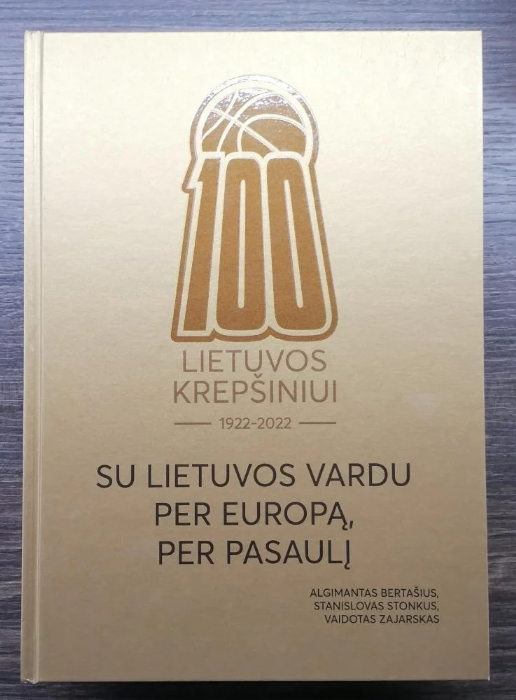 100
LIETUVOS
KREPŠINIUI
1922-2022
SU LIETUVOS VARDU
PER EUROPĄ,
PER PASAULĮ
ALGIMANTAS BERTAŠIUS,
STANISLOVAS STONKUS,
VAIDOTAS ZAJARSKAS